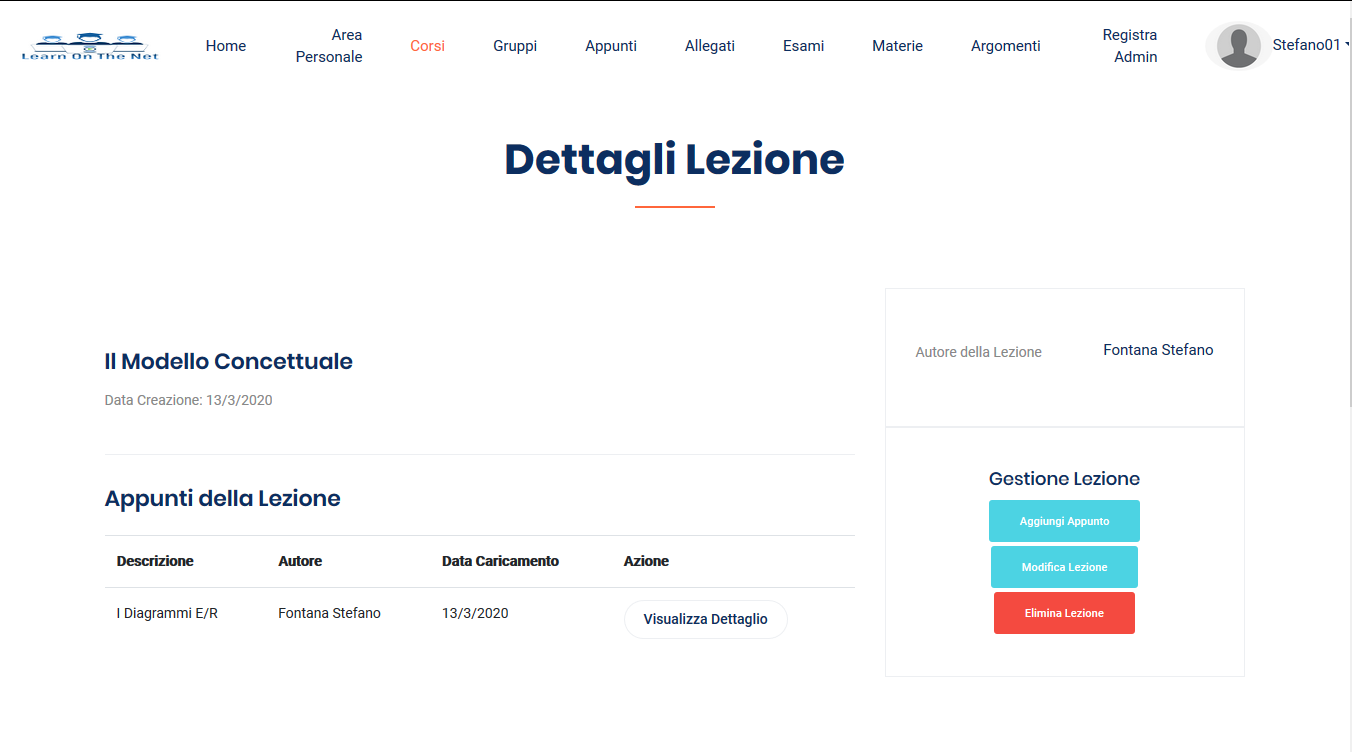 Learn On The Net
Home
Area Personale
Corsi
Gruppi
Appunti
Allegati
Esami
Materie
Argomenti
Registra Admin
Stefano01
Dettagli Lezione
Il Modello Concettuale
Data Creazione: 13/3/2020
Autore della Lezione Fontana Stefano
Appunti della Lezione
Descrizione Autore Data Caricamento Azione
I Diagrammi E/R Fontana Stefano 13/3/2020 Visualizza Dettaglio
Gestione Lezione
Aggiungi Appunto
Modifica Lezione
Elimina Lezione